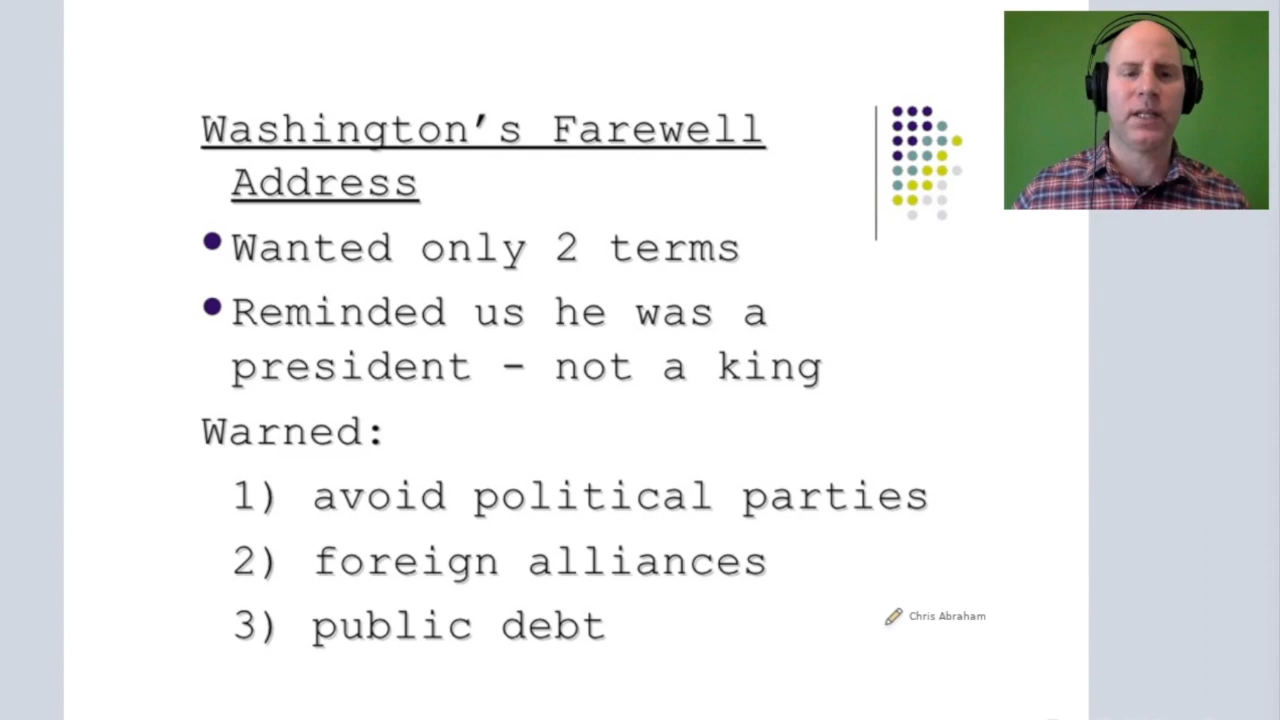 Washington’s Farewell
Address
• Wanted only 2 terms
• Reminded us he was a
president - not a king
Warned:
1) avoid political parties
2) foreign alliances
3) public debt
Chris Abraham